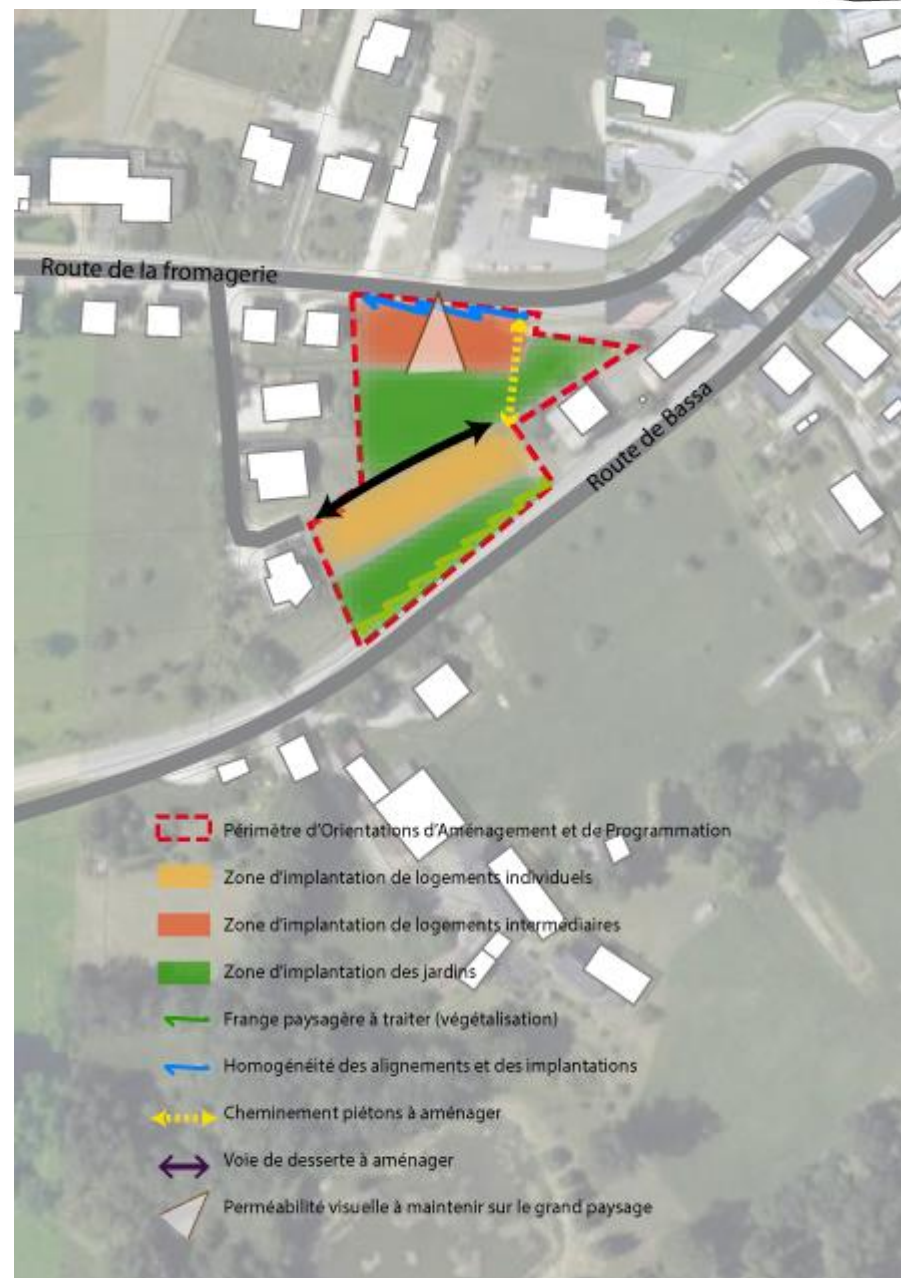 Route de la fromagerie
Route de Bassa
Périmètre d'Orientations d'Aménagement et de Programmation
Zone d'implantation de logements individuels
Zone d'implantation de logements intermédiaires
Zone d'implantation des jardins
Frange paysagère à traiter (végétalisation)
Homogénéité des alignements et des implantations
Cheminement piétons à aménager
Voie de desserte à aménager
Perméabilité visuelle à maintenir sur le grand paysage